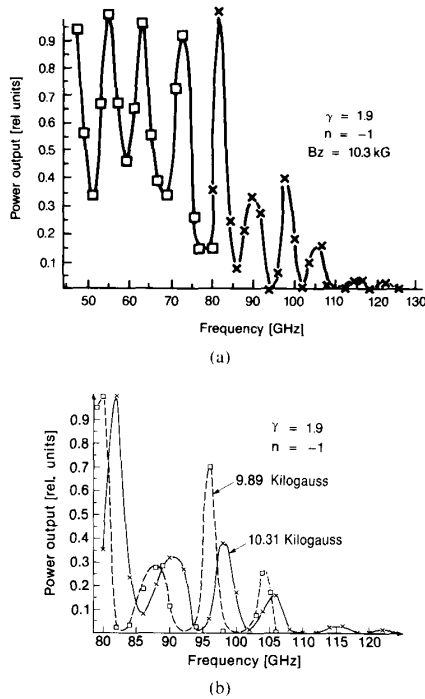 0.9
0.8
0.7
0.6
0.5
0.4
0.3
0.2
0.1
Power output [rel units]
γ = 1.9
n = −1
Bz = 10.3 kG
50 60 70 80 90 100 110 120 130
Frequency [GHz]
(a)
0.9
0.8
0.7
0.6
0.5
0.4
0.3
0.2
0.1
Power output [rel. units]
γ = 1.9
n = −1
9.89 Kilogauss
10.31 Kilogauss
80 85 90 95 100 105 110 115 120
Frequency [GHz]
(b)